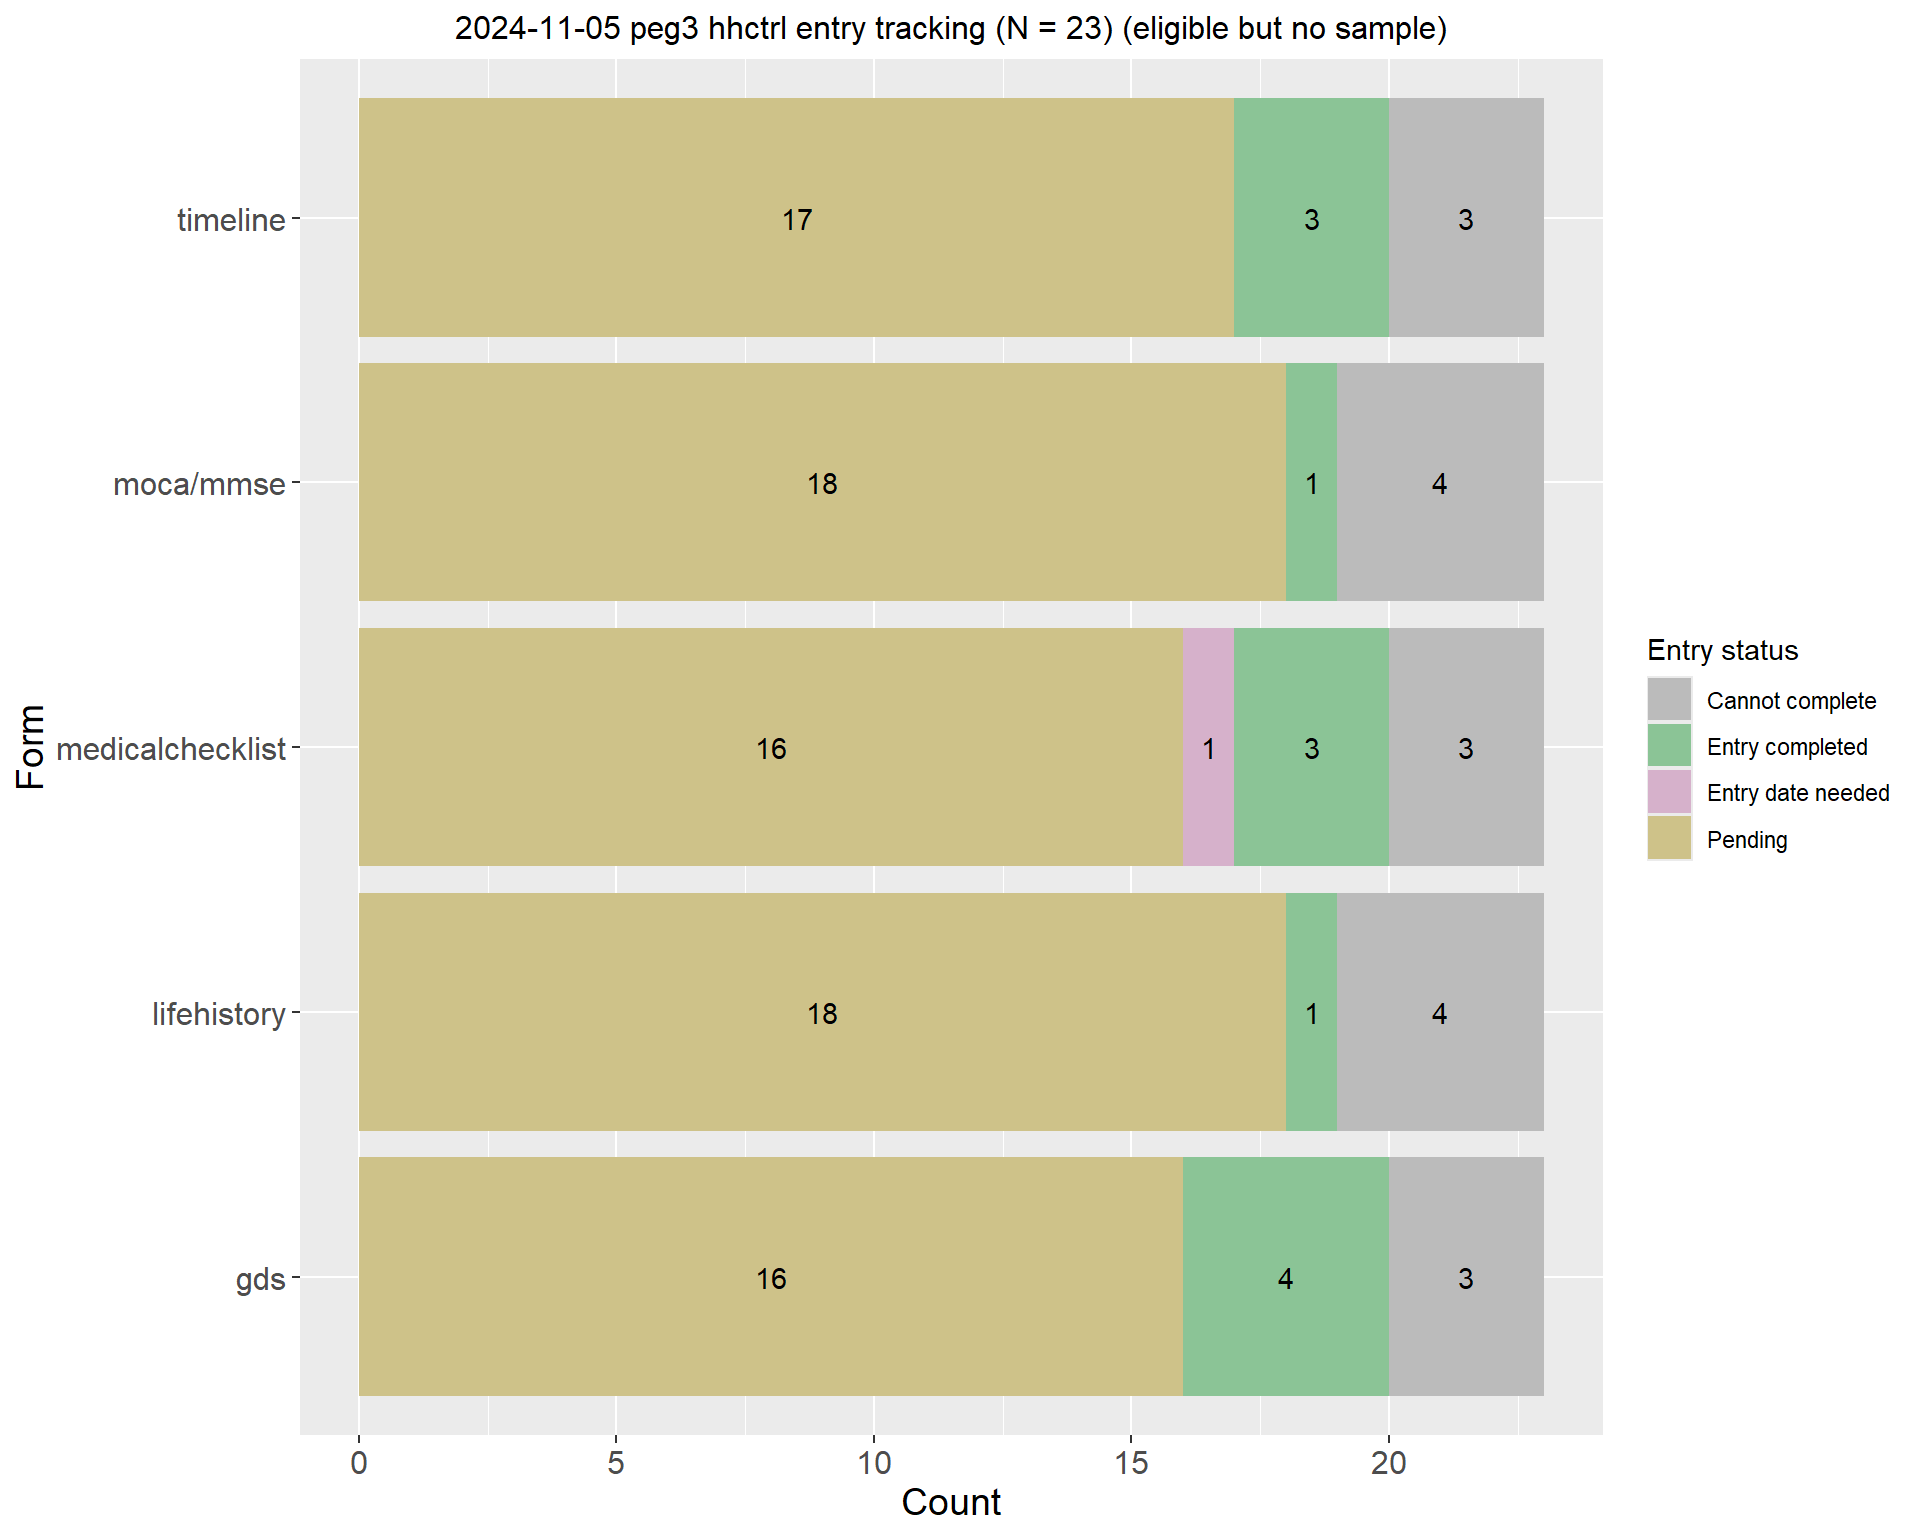 2024-11-05 peg3 hhctrl entry tracking (N = 23) (eligible but no sample)
Form
timeline
17
3
3
moca/mmse
18
1
4
medicalchecklist
16
1
3
3
lifehistory
18
1
4
gds
16
4
3
0
5
10
15
20
Count
Entry status
Cannot complete
Entry completed
Entry date needed
Pending